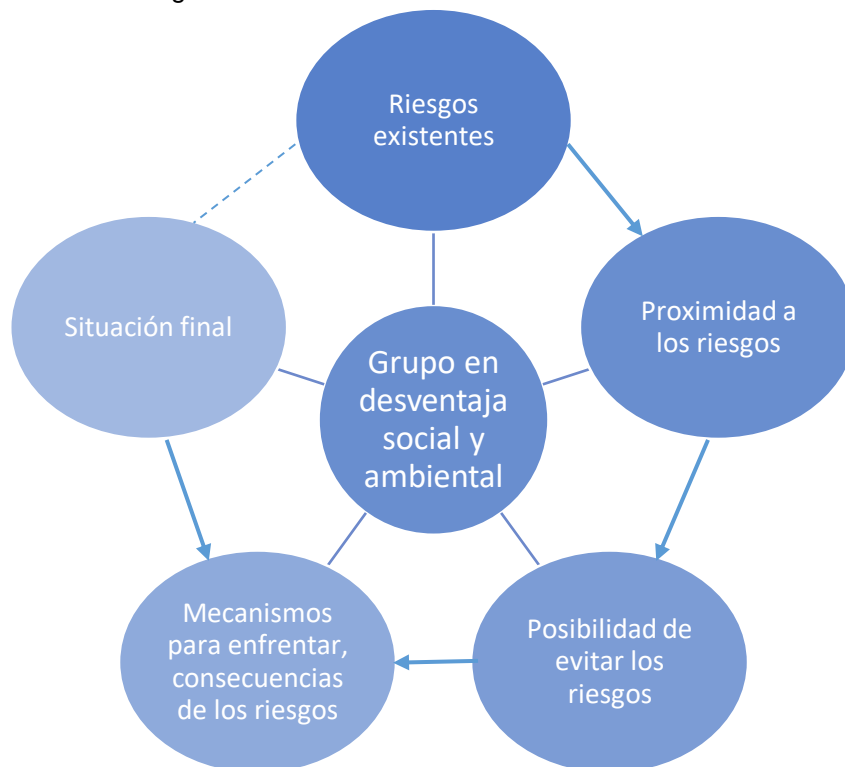 Riesgos
existentes
Proximidad a
los riesgos
Situación final
Grupo en
desventaja
social y
ambiental
Mecanismos
para enfrentar,
consecuencias
de los riesgos
Posibilidad de
evitar los
riesgos